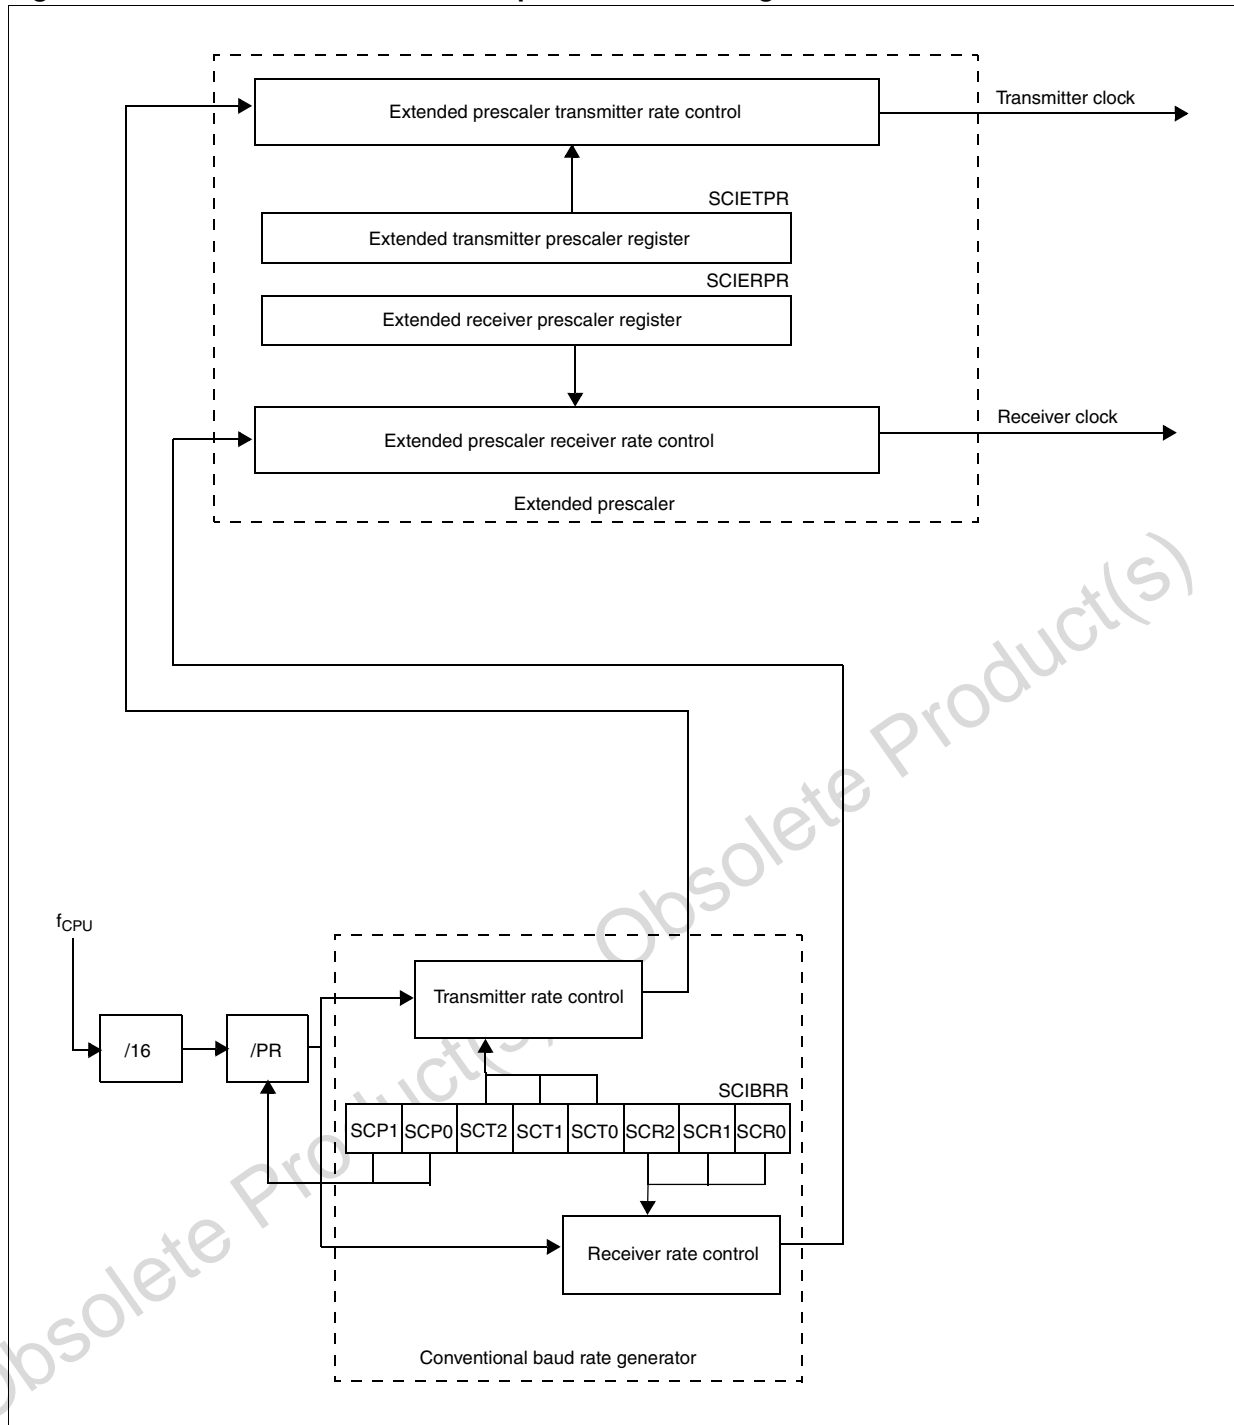 Extended prescaler transmitter rate control
Transmitter clock
SCIETPR
Extended transmitter prescaler register
SCIERPR
Extended receiver prescaler register
Extended prescaler receiver rate control
Receiver clock
Extended prescaler
fCPU
Transmitter rate control
/16
/PR
SCIBRR
SCP1 SCP0 SCT2 SCT1 SCT0 SCR2 SCR1 SCR0
Receiver rate control
Conventional baud rate generator
Obsolete Product(s) Obsolete Product(s)